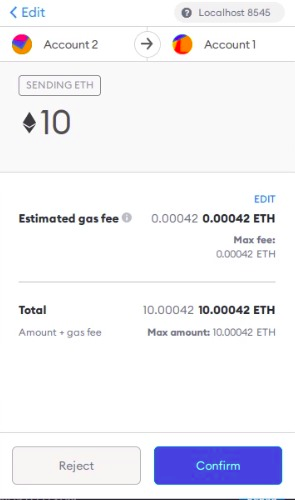 Edit
Localhost 8545
Account 2
Account 1
SENDING ETH
10
EDIT
Estimated gas fee 0.00042 0.00042 ETH
Max fee:
0.00042 ETH
Total 10.00042 10.00042 ETH
Amount + gas fee Max amount: 10.00042 ETH
Reject
Confirm